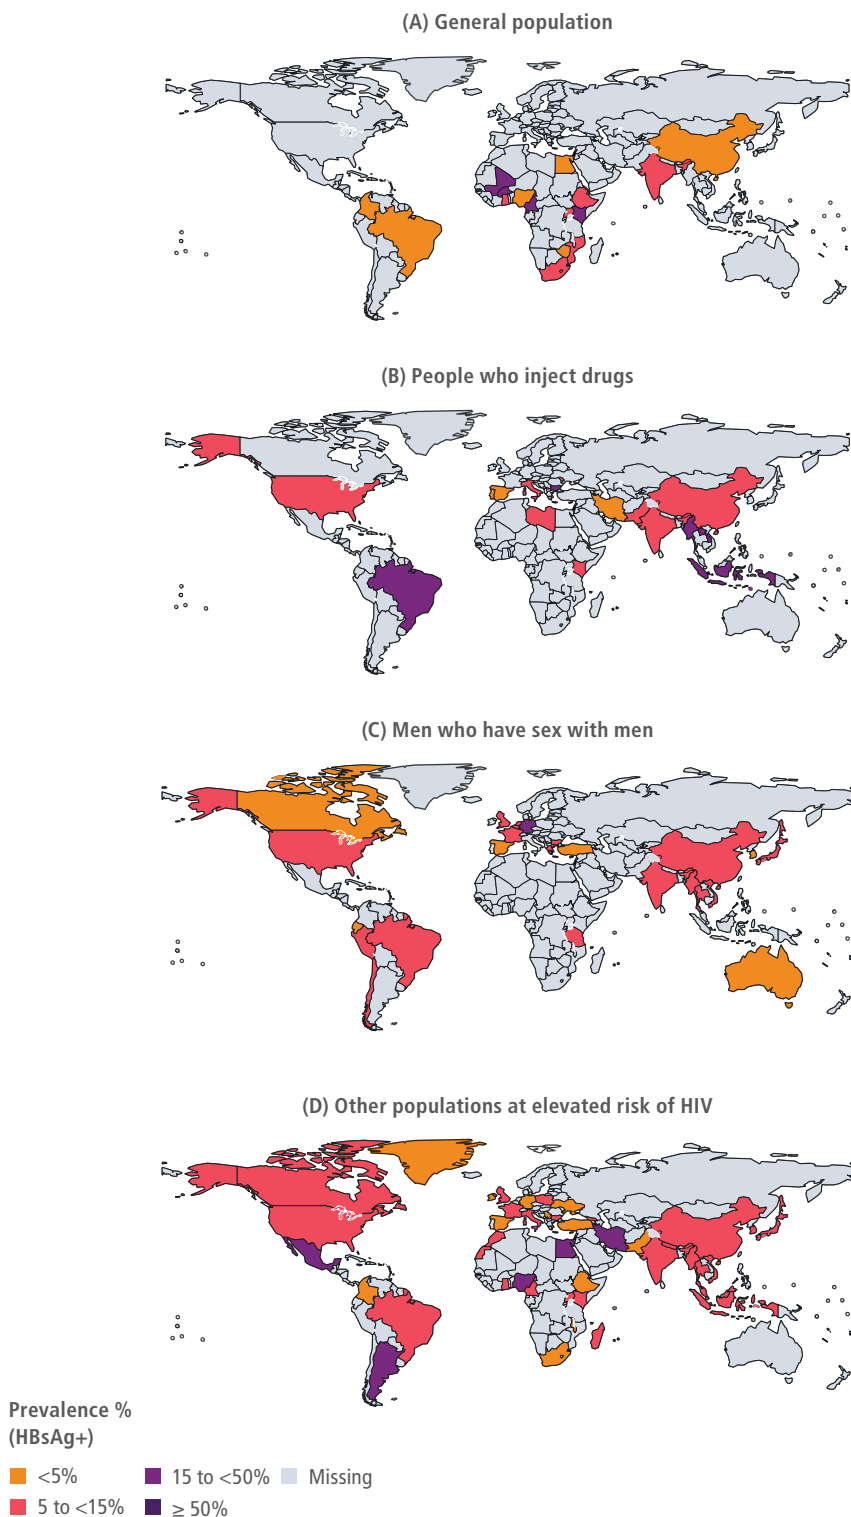 (A) General population
(B) People who inject drugs
(C) Men who have sex with men
(D) Other populations at elevated risk of HIV
Prevalence %
(HBsAg+)
<5%
15 to <50%
Missing
5 to <15%
≥ 50%